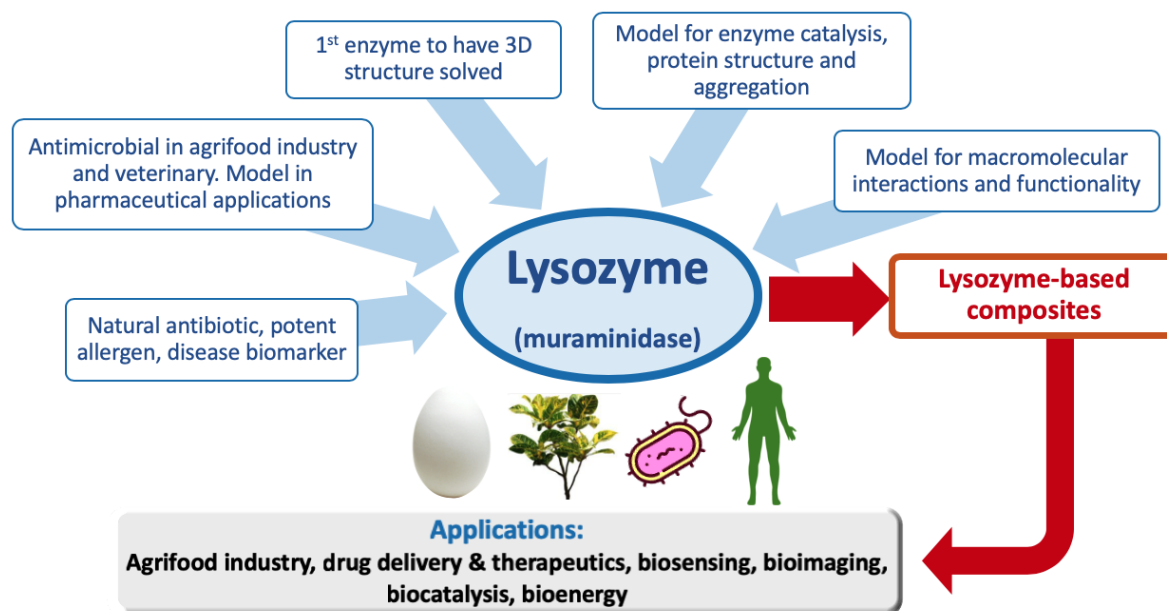 1st enzyme to have 3D
structure solved
Model for enzyme catalysis,
protein structure and
aggregation
Antimicrobial in agrifood industry
and veterinary. Model in
pharmaceutical applications
Model for macromolecular
interactions and functionality
Natural antibiotic, potent
allergen, disease biomarker
Lysozyme
(muraminidase)
Lysozyme-based
composites
Applications:
Agrifood industry, drug delivery & therapeutics, biosensing, bioimaging,
biocatalysis, bioenergy